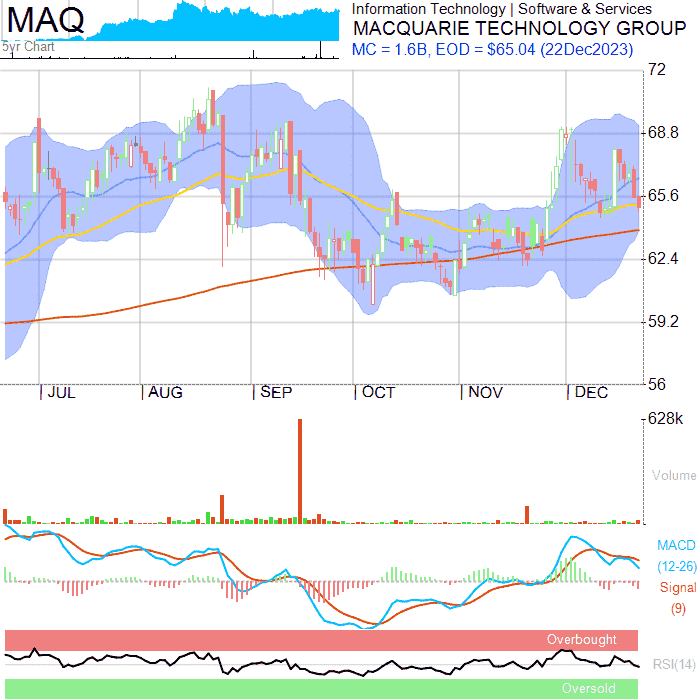 MAQ
5yr Chart
Information Technology | Software & Services
MACQUARIE TECHNOLOGY GROUP
MC = 1.6B, EOD = $65.04 (22Dec2023)
72
68.8
65.6
62.4
59.2
56
JUL AUG SEP OCT NOV DEC
628k
Volume
MACD
(12-26)
Signal
(9)
Overbought
RSI(14)
Oversold